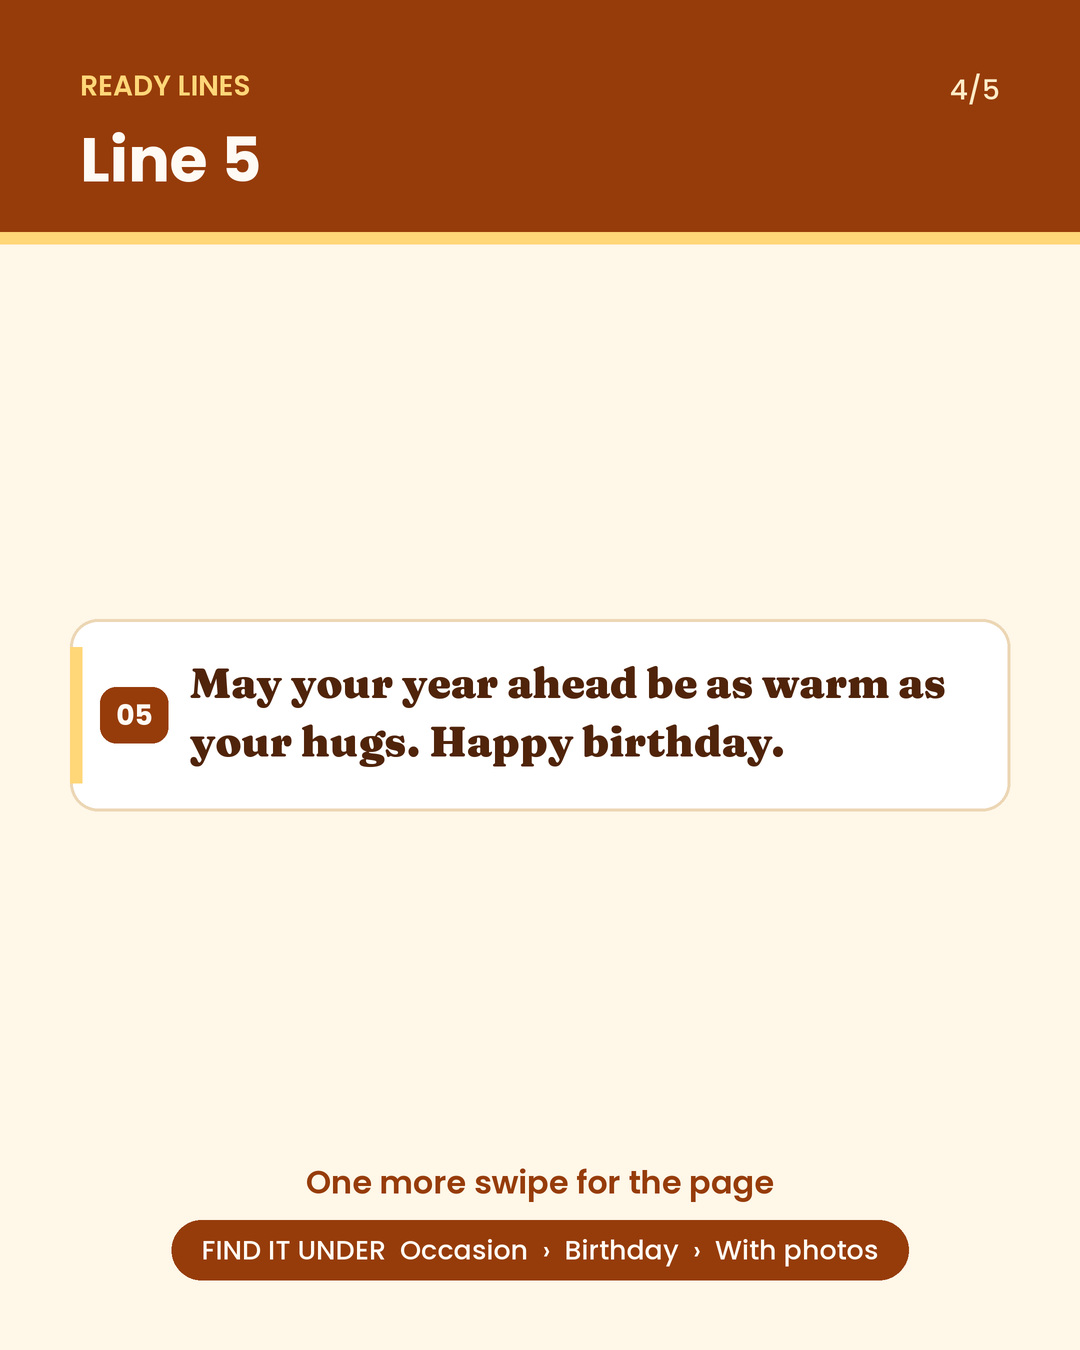 READY LINES
4/5
Line 5
05
May your year ahead be as warm as
your hugs. Happy birthday.
One more swipe for the page
FIND IT UNDER Occasion › Birthday › With photos